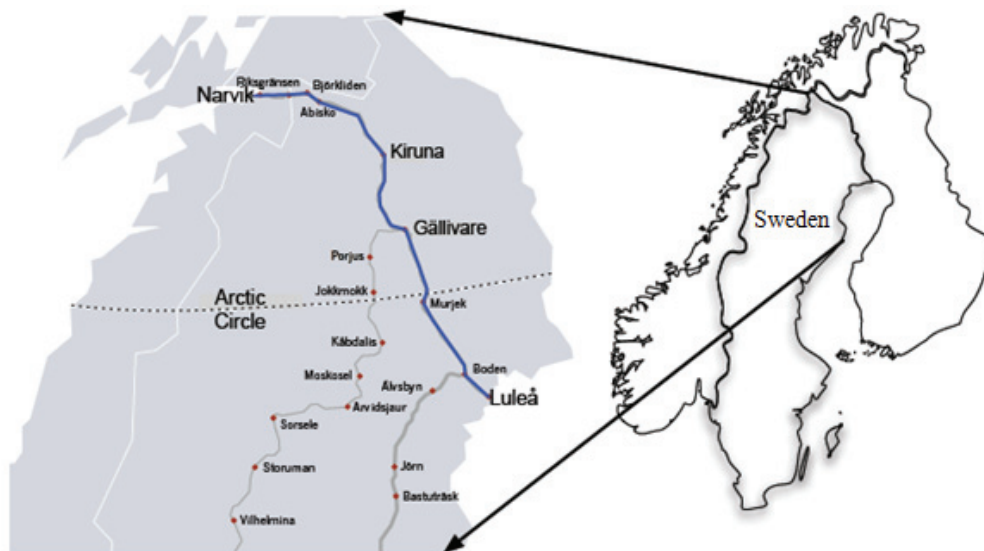 Riksgränsen
Björkliden
Narvik
Abisko
Kiruna
Gällivare
Sweden
Porjus
Jokkmokk
Arctic
Circle
Murjek
Kåbdalis
Moskosel
Boden
Älvsbyn
Luleå
Arvidsjaur
Sorsele
Storuman
Jörn
Bastuträsk
Vilhelmina